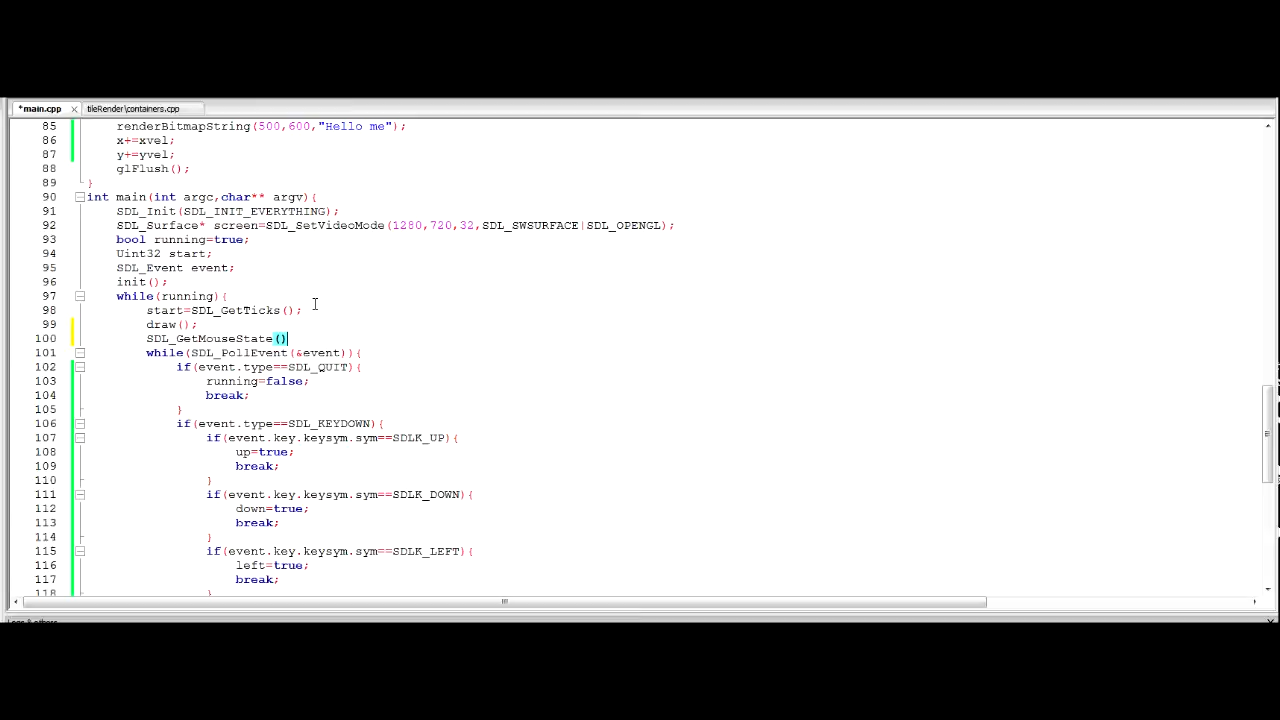 *main.cpp x tileRender\containers.cpp
85 renderBitmapString(500,600,"Hello me");
86 x+=xvel;
87 y+=yvel;
88 glFlush();
89 }
90 int main(int argc,char** argv){
91 SDL_Init(SDL_INIT_EVERYTHING);
92 SDL_Surface* screen=SDL_SetVideoMode(1280,720,32,SDL_SWSURFACE|SDL_OPENGL);
93 bool running=true;
94 Uint32 start;
95 SDL_Event event;
96 init();
97 while(running){
98 start=SDL_GetTicks();
99 draw();
100 SDL_GetMouseState()
101 while(SDL_PollEvent(&event)){
102 if(event.type==SDL_QUIT){
103 running=false;
104 break;
105 }
106 if(event.type==SDL_KEYDOWN){
107 if(event.key.keysym.sym==SDLK_UP){
108 up=true;
109 break;
110 }
111 if(event.key.keysym.sym==SDLK_DOWN){
112 down=true;
113 break;
114 }
115 if(event.key.keysym.sym==SDLK_LEFT){
116 left=true;
117 break;
118 }